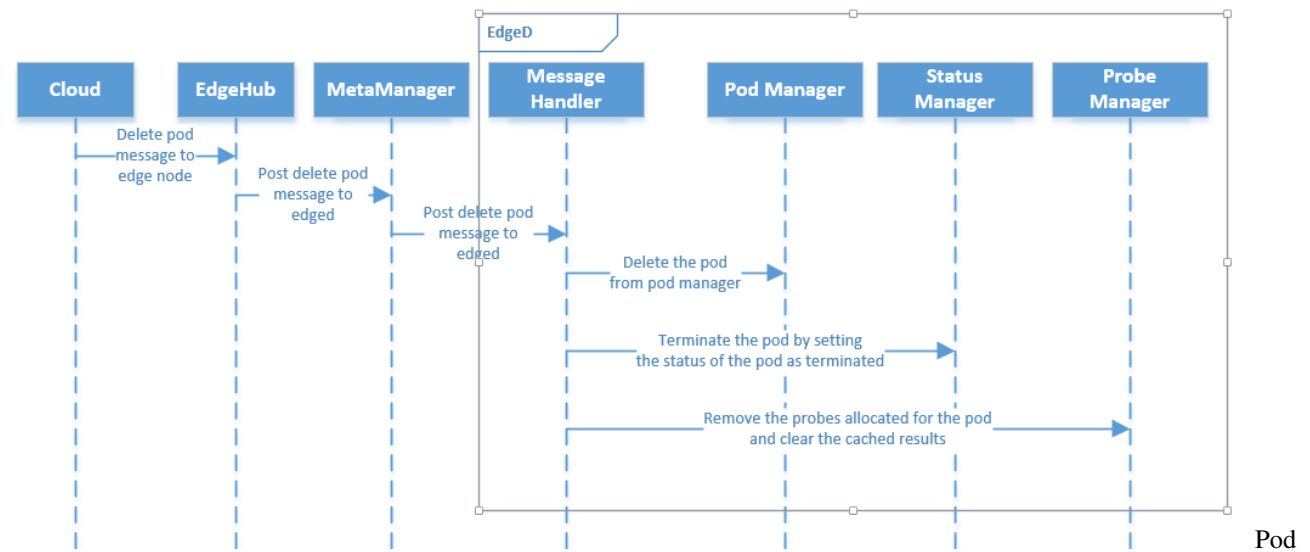 EdgeD
Cloud
EdgeHub
MetaManager
Message
Handler
Pod Manager
Status
Manager
Probe
Manager
Delete pod
message to
edge node
Post delete pod
message to
edged
Post delete pod
message to
edged
Delete the pod
from pod manager
Terminate the pod by setting
the status of the pod as terminated
Remove the probes allocated for the pod
and clear the cached results
Pod